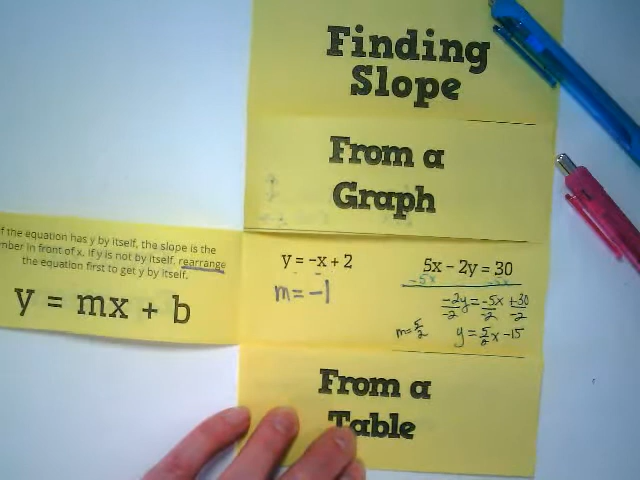 Finding
Slope
From a
Graph
f the equation has y by itself, the slope is the
mber in front of x. If y is not by itself, rearrange
the equation first to get y by itself.
y = mx + b
y = -x + 2
m = -1
5x - 2y = 30
-5x -5x
-2y = -5x +30
-2 -2 -2
m= 5/2 y = 5/2 x -15
From a
Table